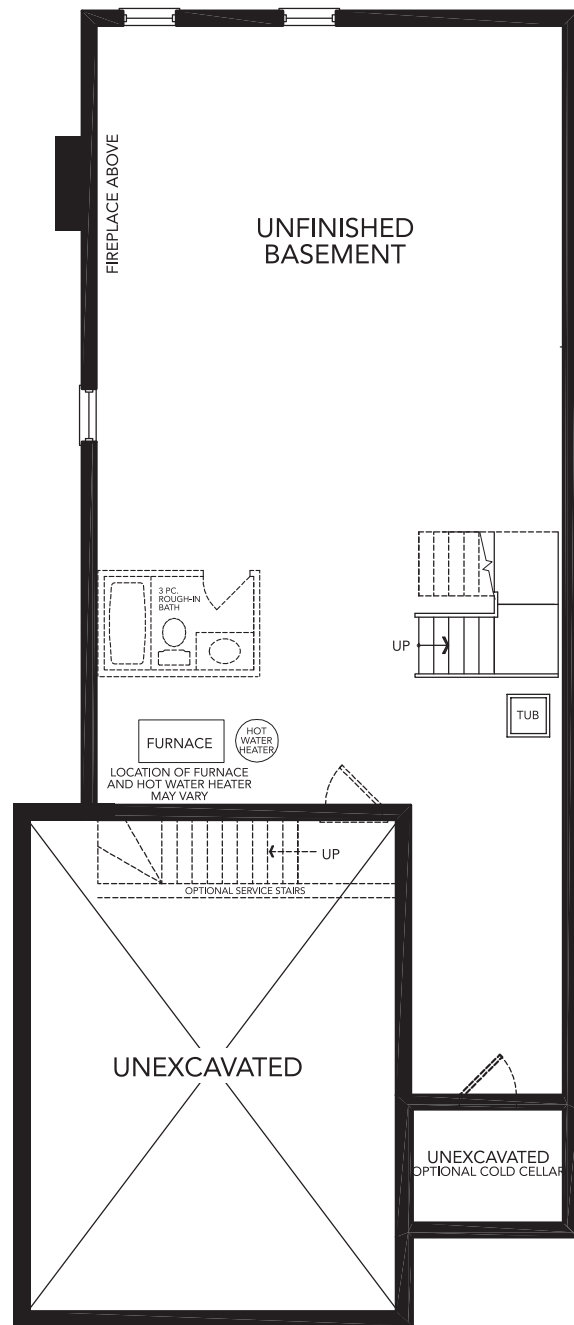 FIREPLACE ABOVE
UNFINISHED
BASEMENT
3 PC.
ROUGH-IN
BATH
UP
TUB
FURNACE
HOT
WATER
HEATER
LOCATION OF FURNACE
AND HOT WATER HEATER
MAY VARY
UP
OPTIONAL SERVICE STAIRS
UNEXCAVATED
UNEXCAVATED
OPTIONAL COLD CELLAR